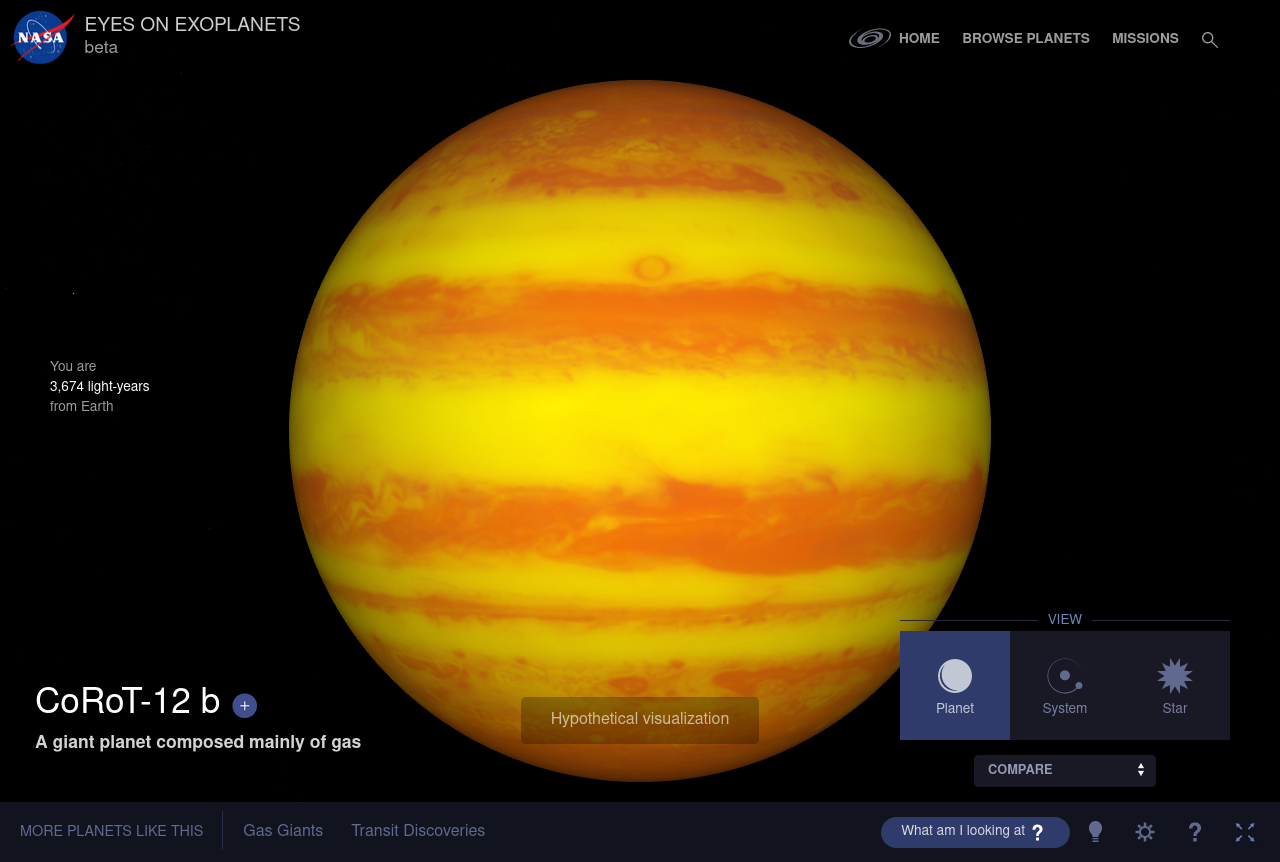 NASA
EYES ON EXOPLANETS
beta
HOME
BROWSE PLANETS
MISSIONS
You are
3,674 light-years
from Earth
VIEW
Planet
System
Star
CoRoT-12 b +
A giant planet composed mainly of gas
Hypothetical visualization
COMPARE
MORE PLANETS LIKE THIS
Gas Giants
Transit Discoveries
What am I looking at ?
?